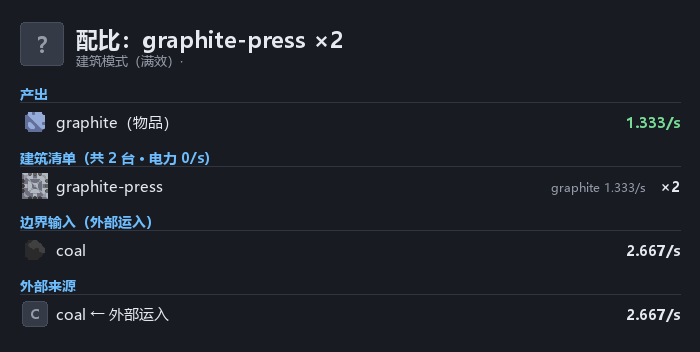 ?
配比：graphite-press ×2
建筑模式（满效）·
产出
graphite（物品） 1.333/s
建筑清单（共 2 台 • 电力 0/s）
graphite-press graphite 1.333/s ×2
边界输入（外部运入）
coal 2.667/s
外部来源
C coal ← 外部运入 2.667/s